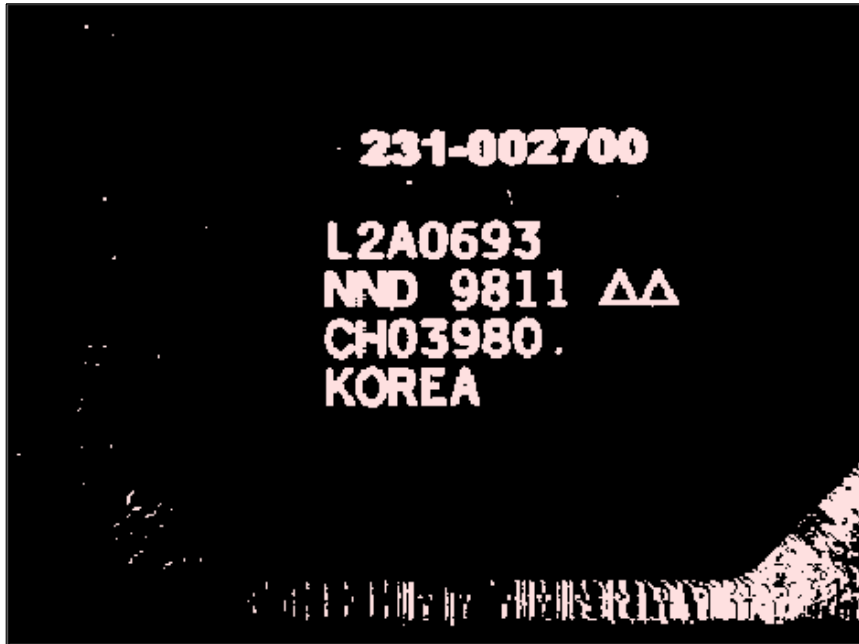 231-002700
L2A0693
NND 9811 ΔΔ
CH03980.
KOREA